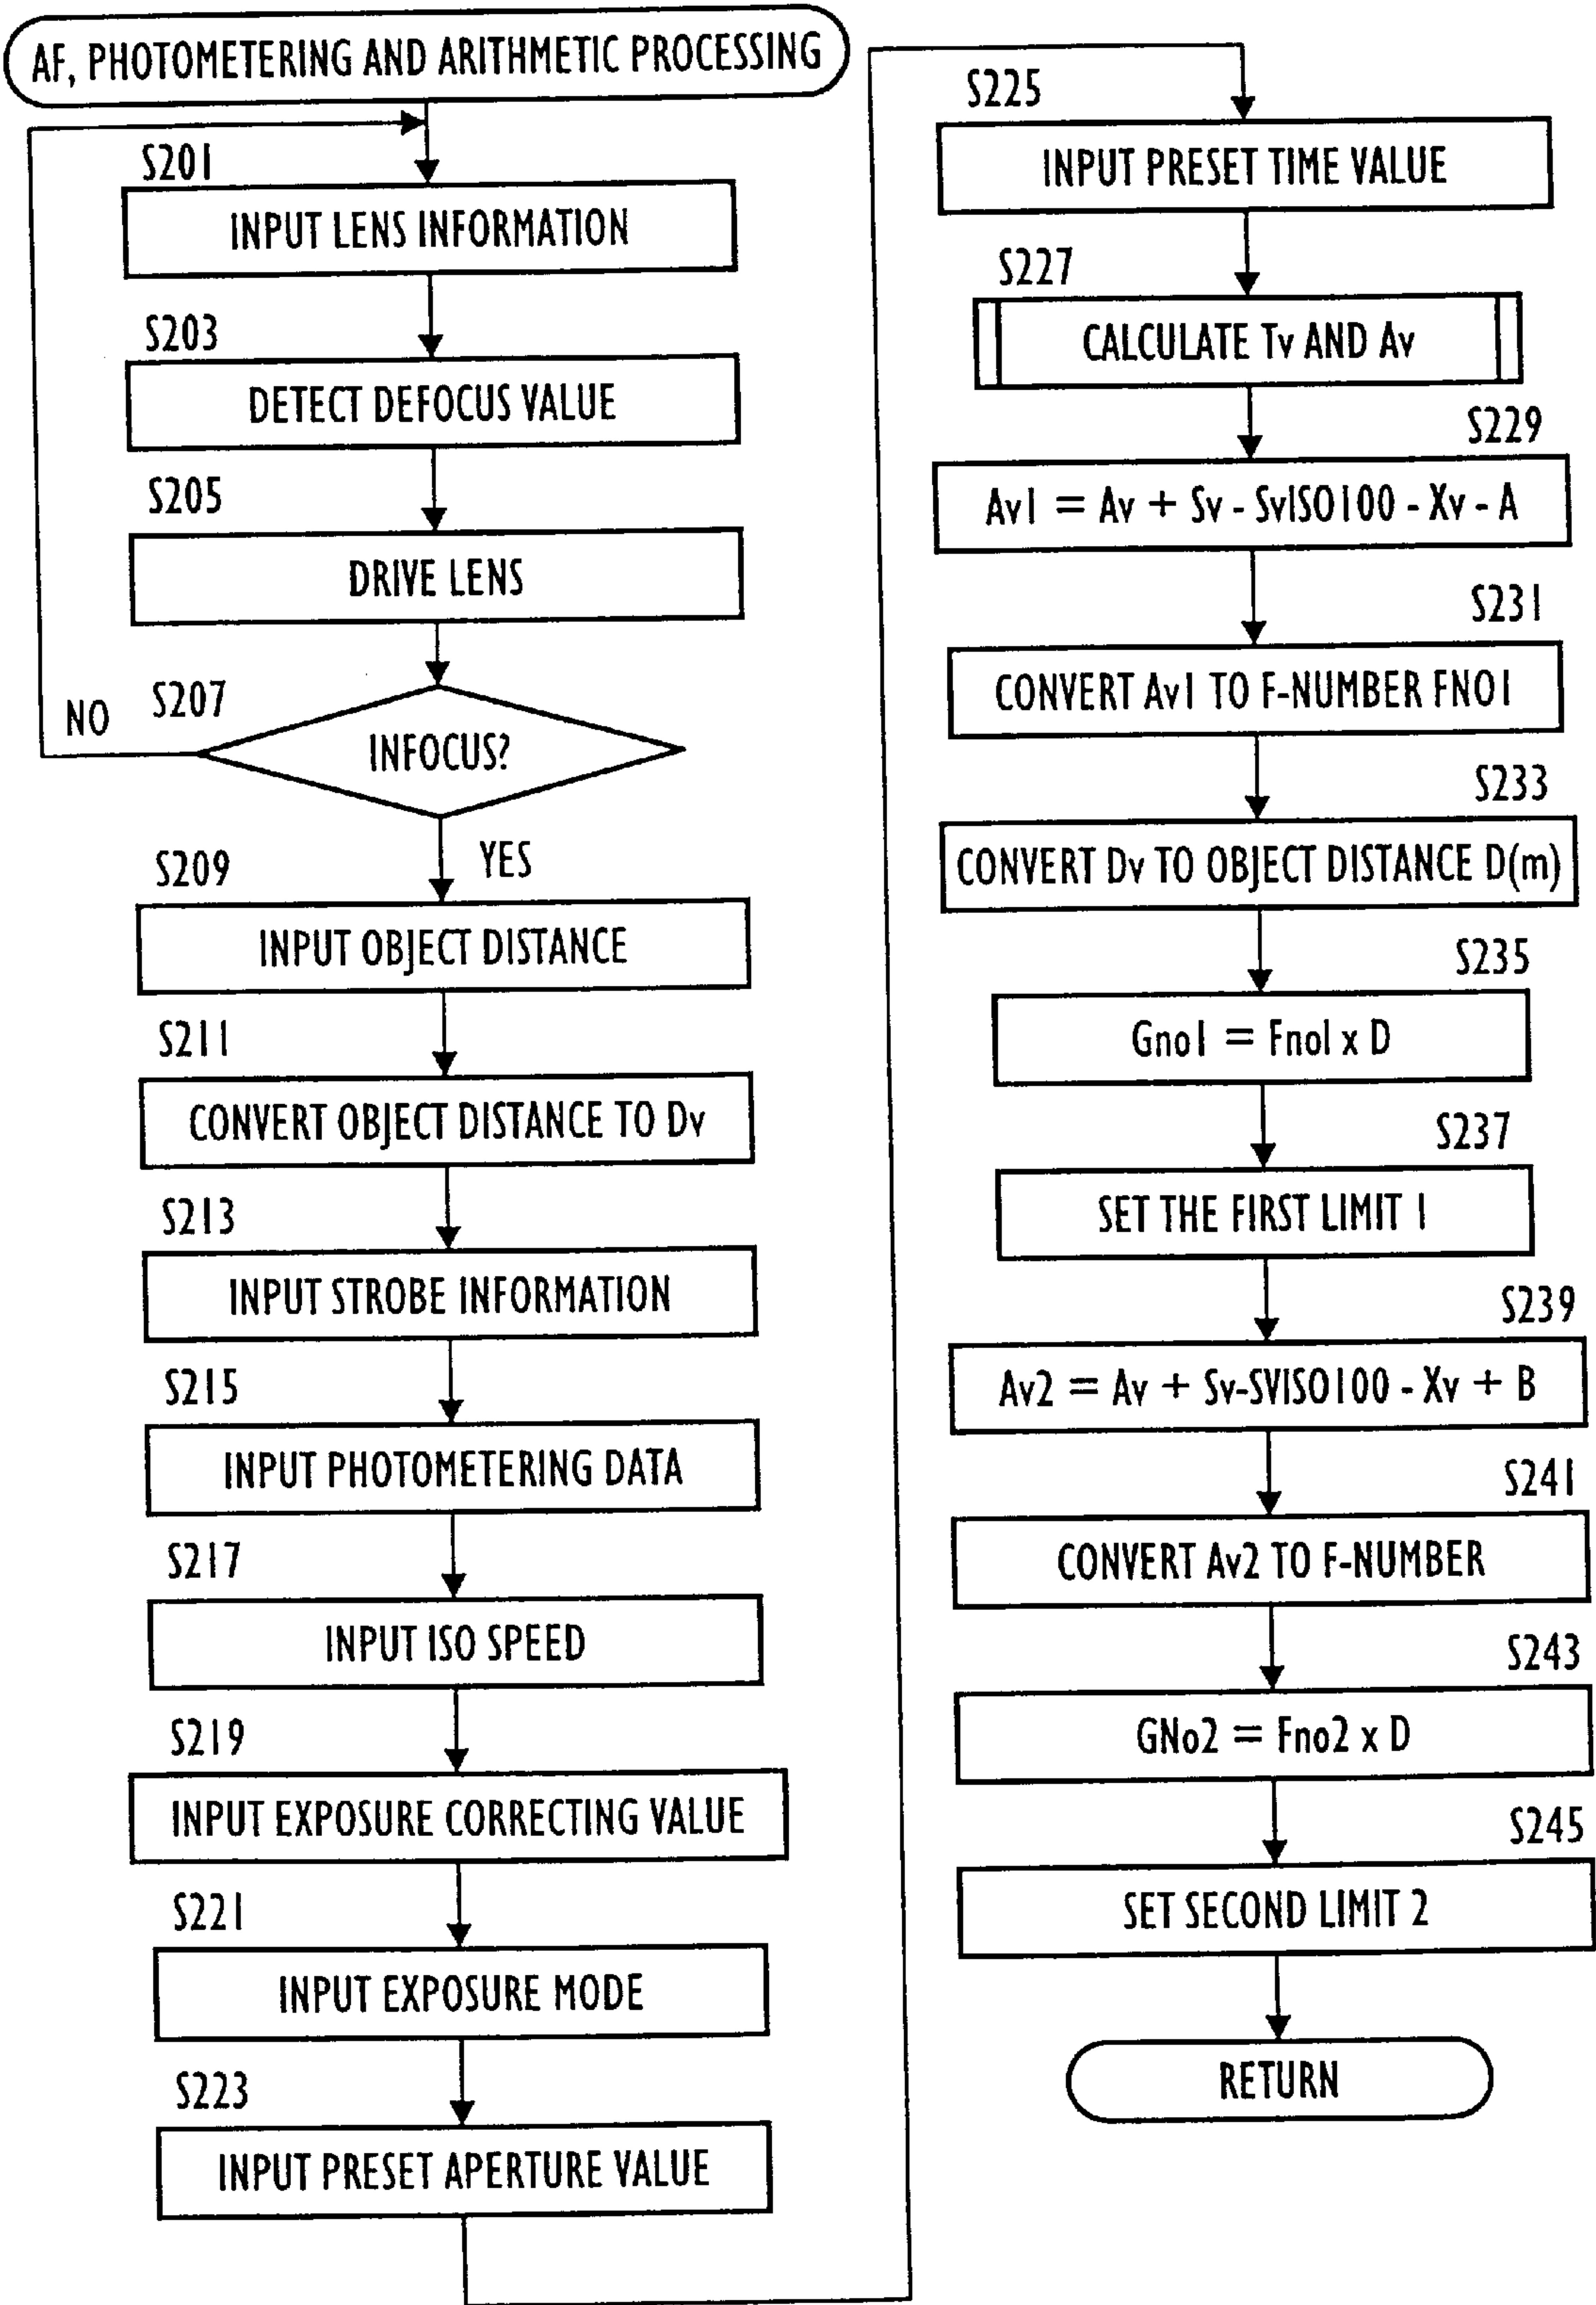 AF, PHOTOMETERING AND ARITHMETIC PROCESSING
S201
INPUT LENS INFORMATION
S203
DETECT DEFOCUS VALUE
S205
DRIVE LENS
S207
NO
INFOCUS?
YES
S209
INPUT OBJECT DISTANCE
S211
CONVERT OBJECT DISTANCE TO Dv
S213
INPUT STROBE INFORMATION
S215
INPUT PHOTOMETERING DATA
S217
INPUT ISO SPEED
S219
INPUT EXPOSURE CORRECTING VALUE
S221
INPUT EXPOSURE MODE
S223
INPUT PRESET APERTURE VALUE
S225
INPUT PRESET TIME VALUE
S227
CALCULATE Tv AND Av
S229
Av1 = Av + Sv - SvISO100 - Xv - A
S231
CONVERT Av1 TO F-NUMBER FNO1
S233
CONVERT Dv TO OBJECT DISTANCE D(m)
S235
Gno1 = Fno1 x D
S237
SET THE FIRST LIMIT 1
S239
Av2 = Av + Sv-SVISO100 - Xv + B
S241
CONVERT Av2 TO F-NUMBER
S243
GNo2 = Fno2 x D
S245
SET SECOND LIMIT 2
RETURN